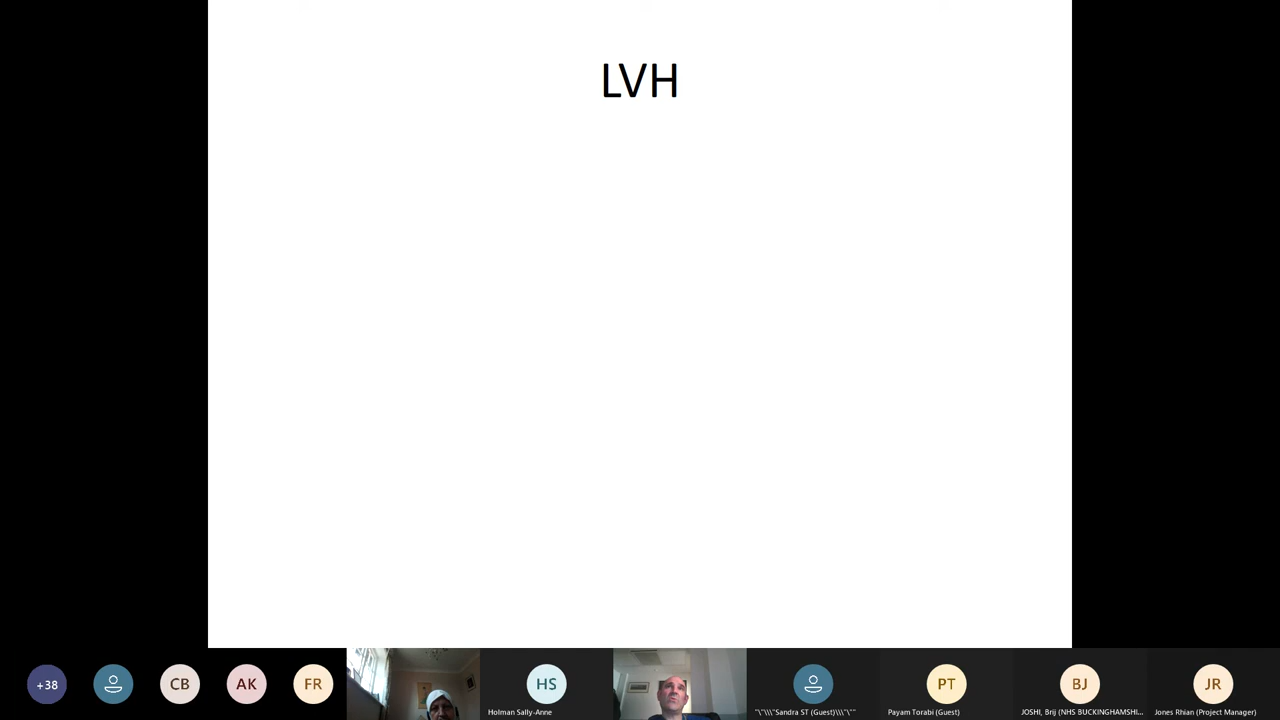 LVH
+38
CB
AK
FR
HS
PT
BJ
JR
Holman Sally-Anne
"\"\\\"Sandra ST (Guest)\\\"\""
Payam Torabi (Guest)
JOSHI, Brij (NHS BUCKINGHAMSHI...
Jones Rhian (Project Manager)